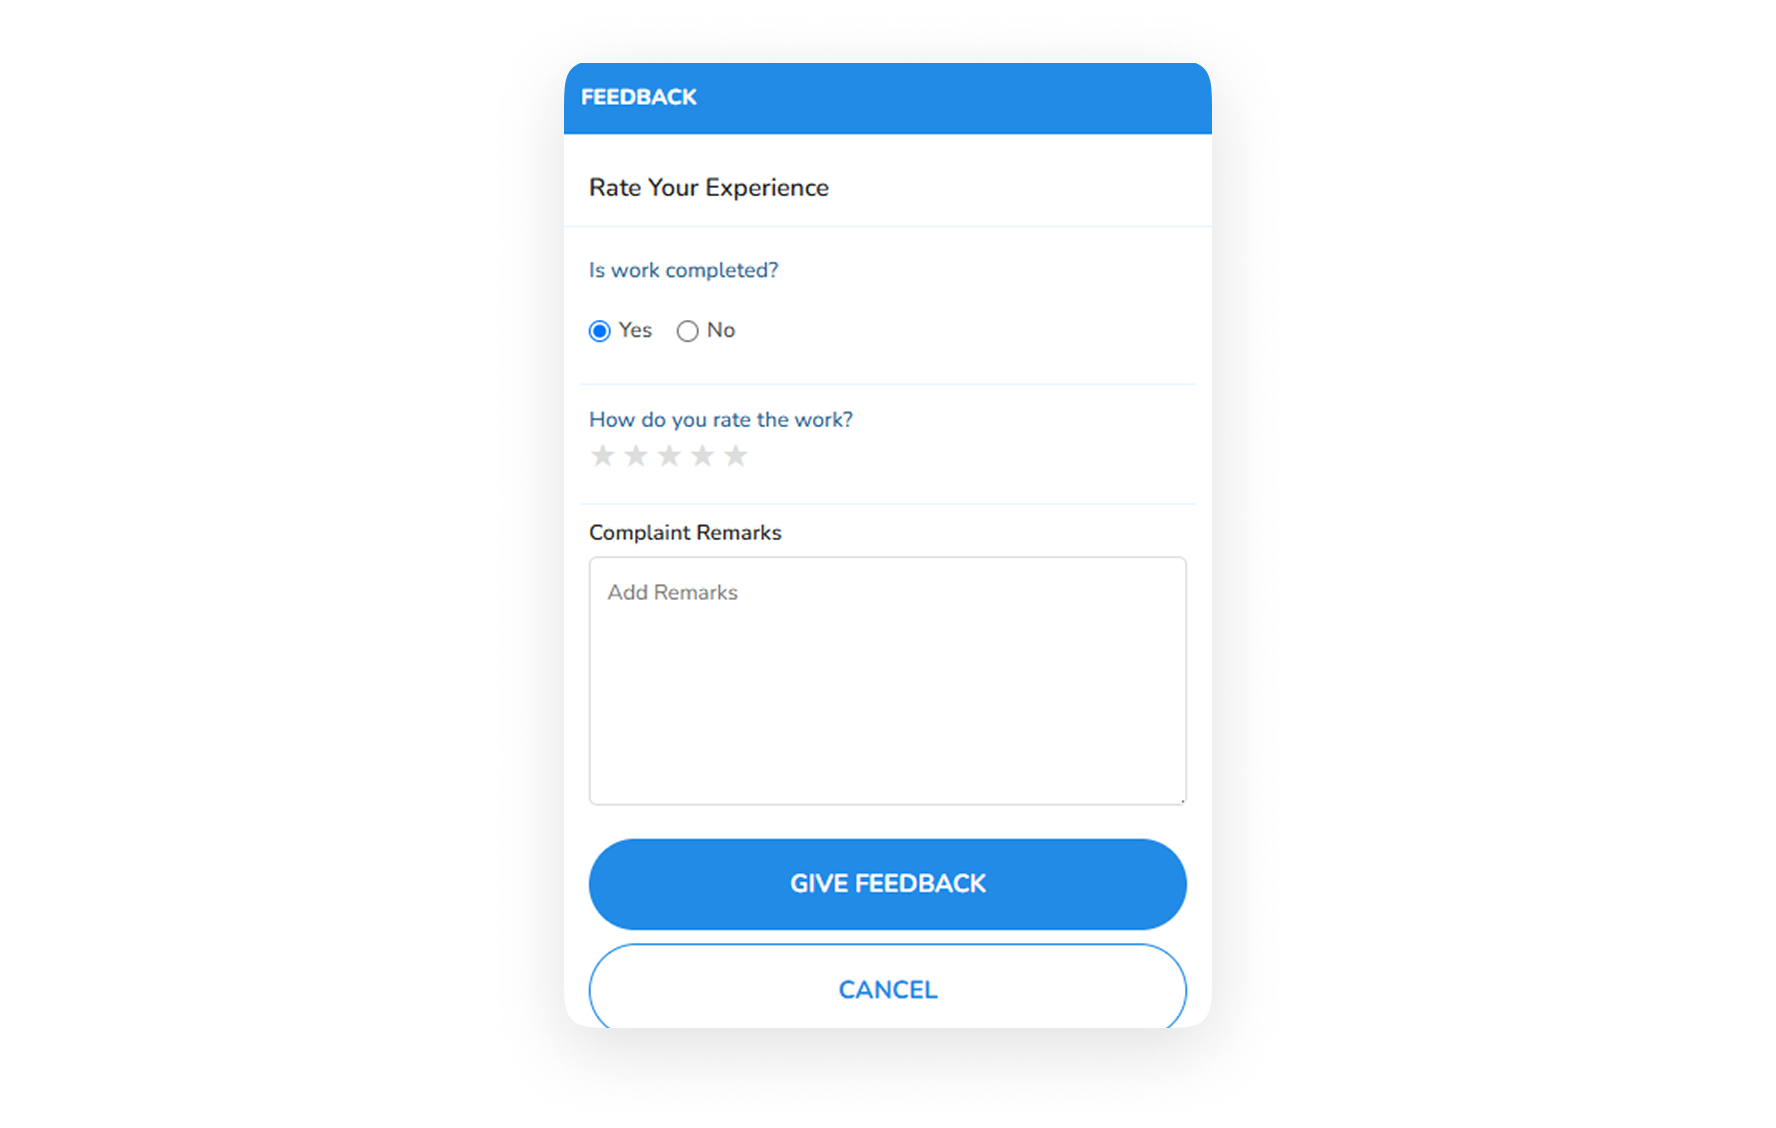 FEEDBACK
Rate Your Experience
Is work completed?
Yes No
How do you rate the work?
Complaint Remarks
Add Remarks
GIVE FEEDBACK
CANCEL